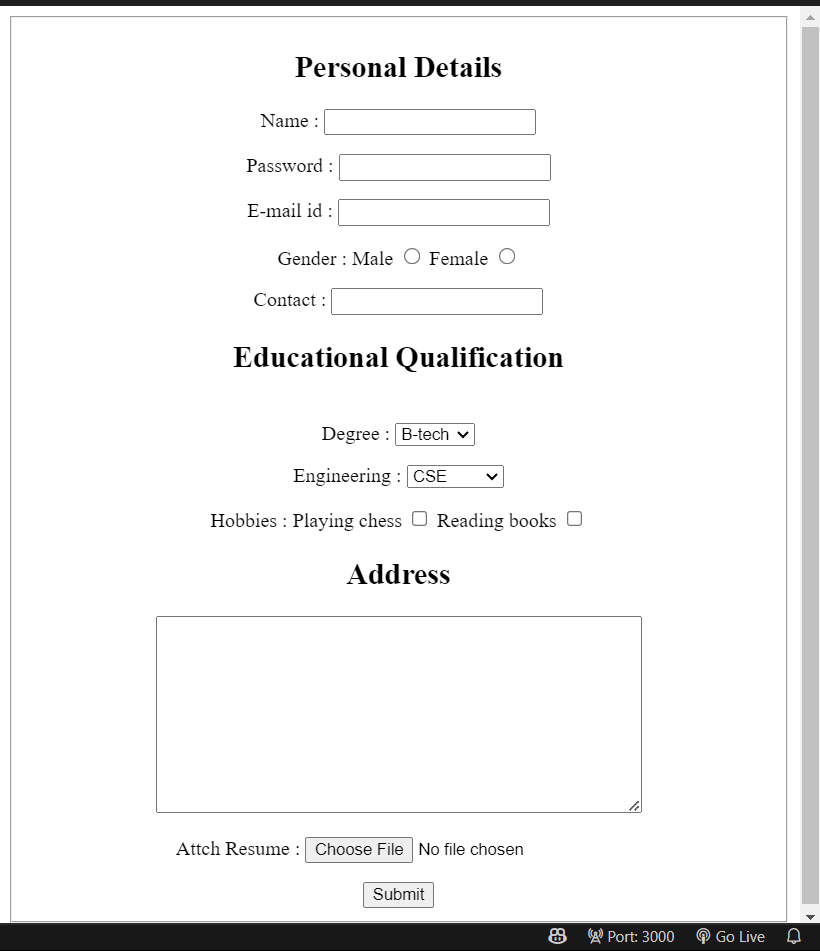 Personal Details
Name :
Password :
E-mail id :
Gender : Male Female
Contact :
Educational Qualification
Degree : B-tech
Engineering : CSE
Hobbies : Playing chess Reading books
Address
Attch Resume : Choose File No file chosen
Submit
Port: 3000 Go Live